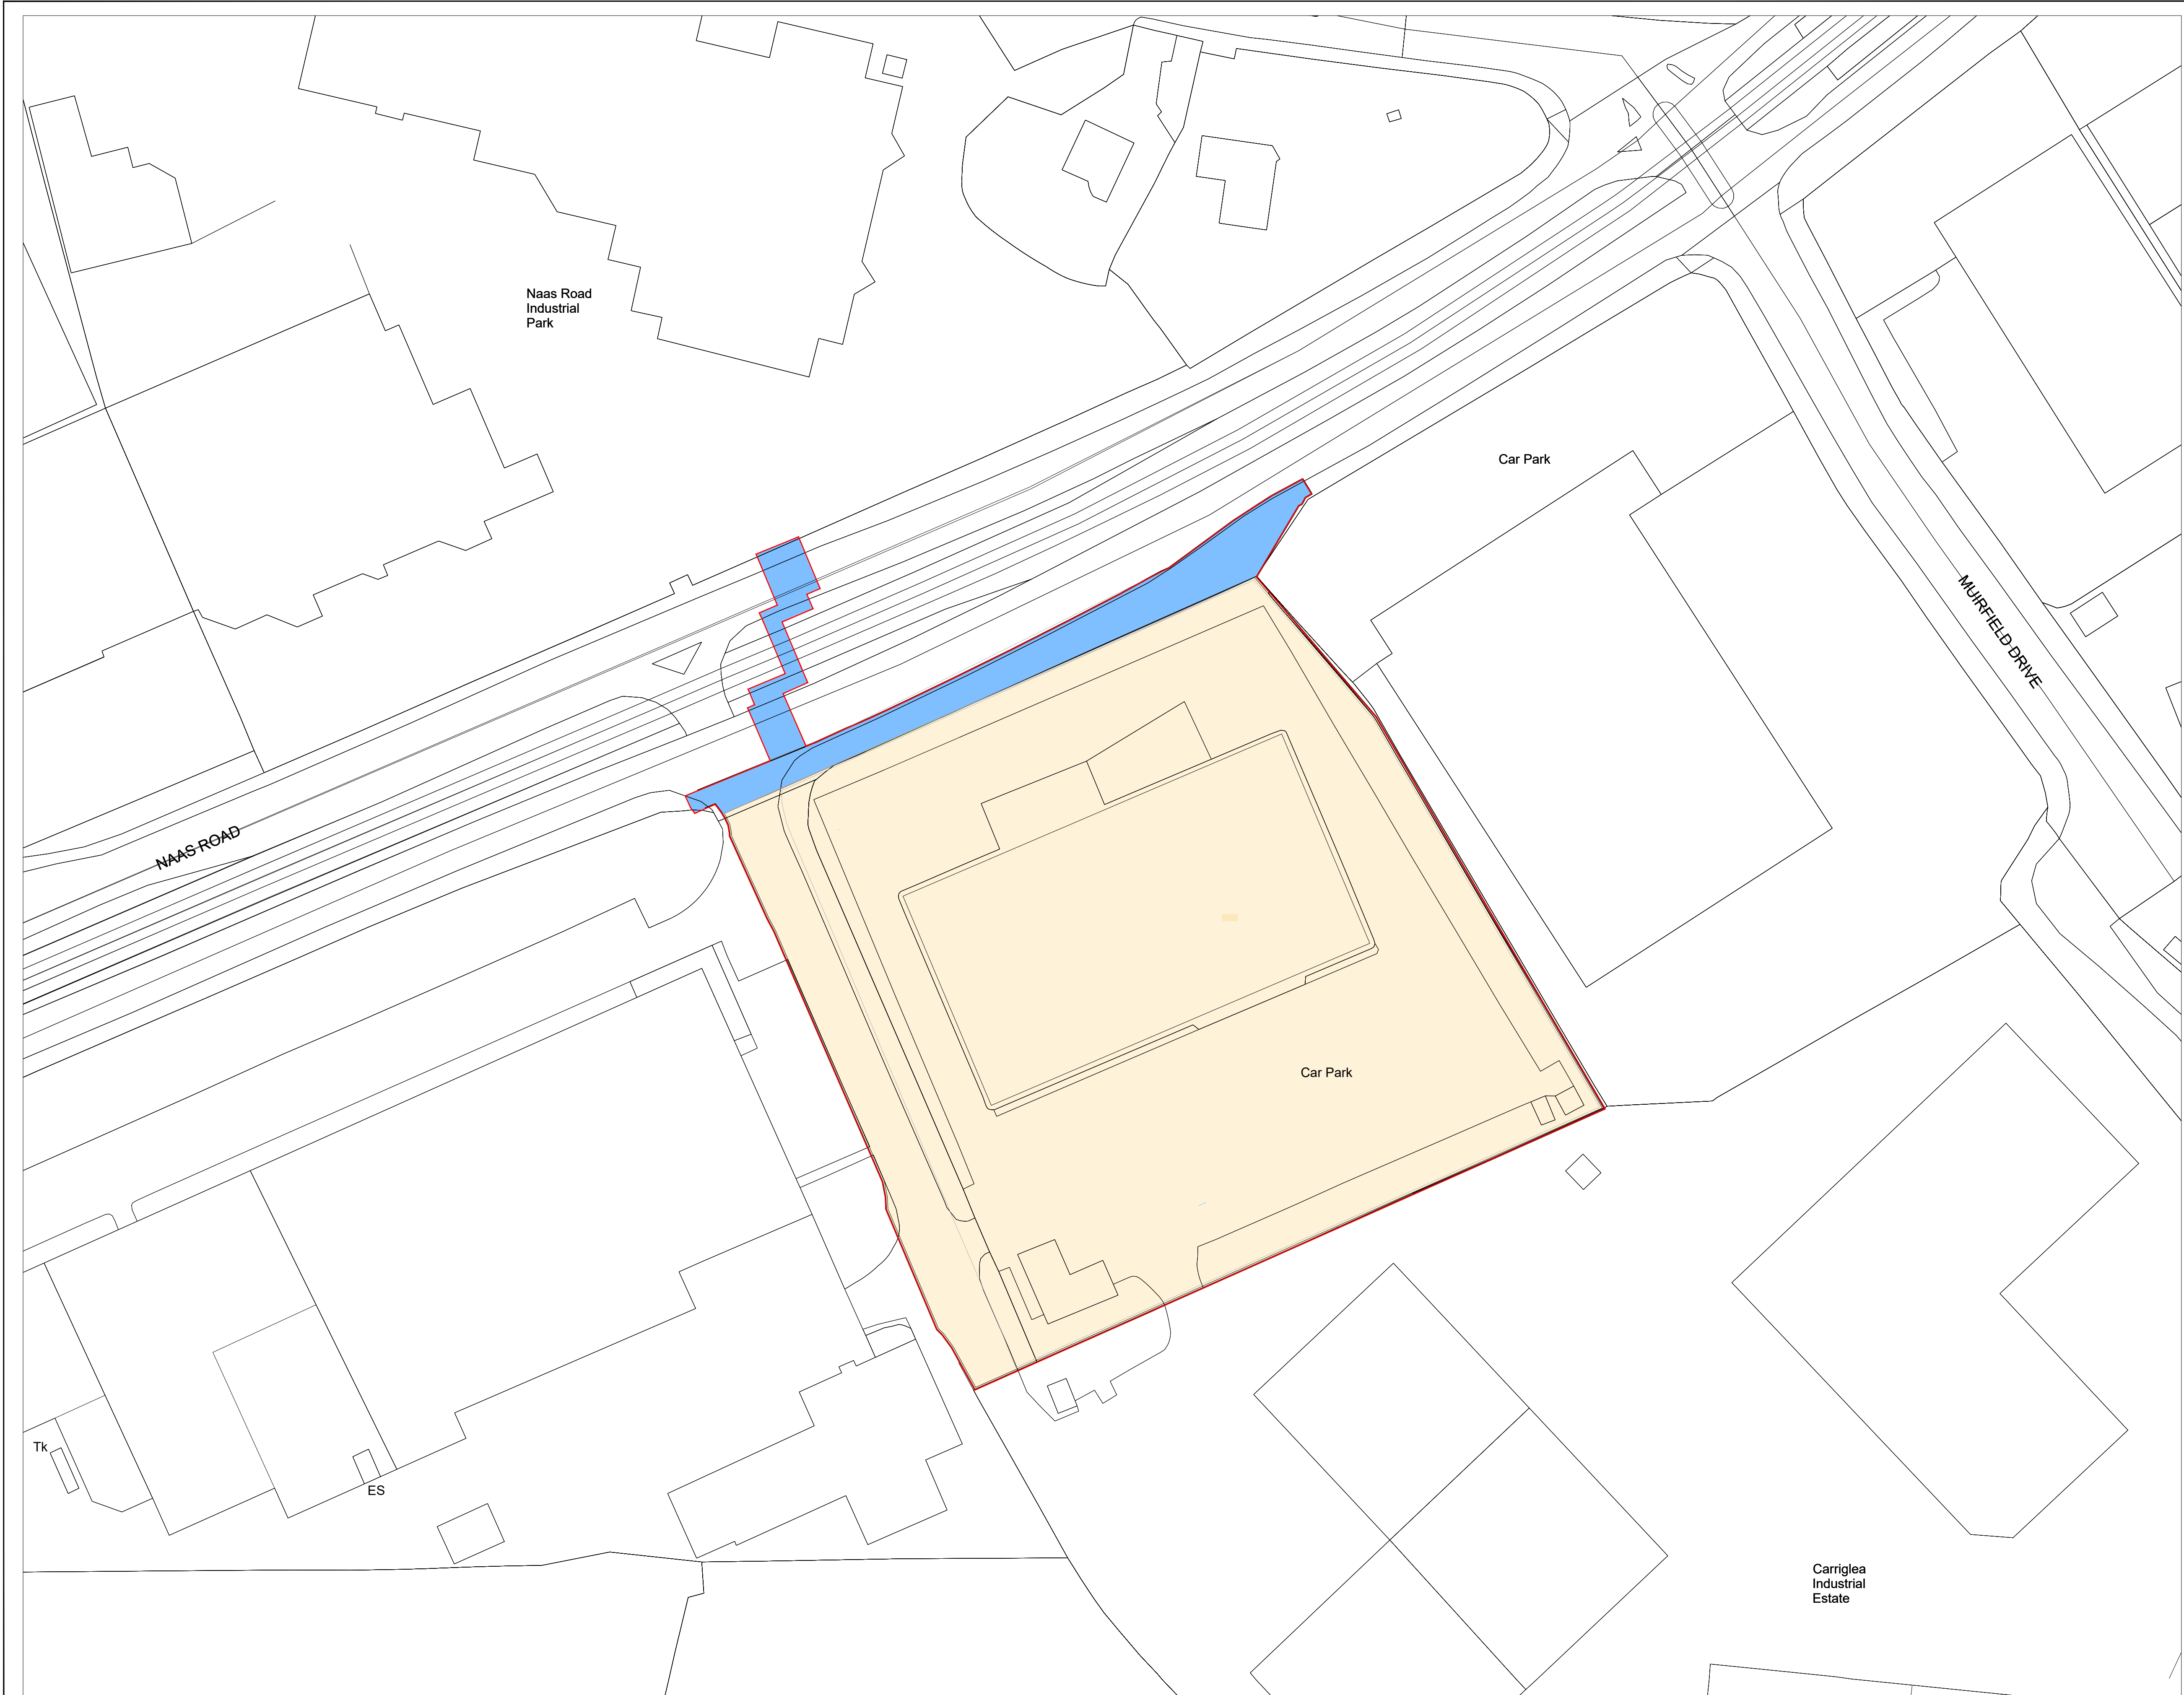 Naas Road
Industrial
Park
Car Park
MUIRFIELD DRIVE
NAAS ROAD
Car Park
Tk
ES
Carriglea
Industrial
Estate